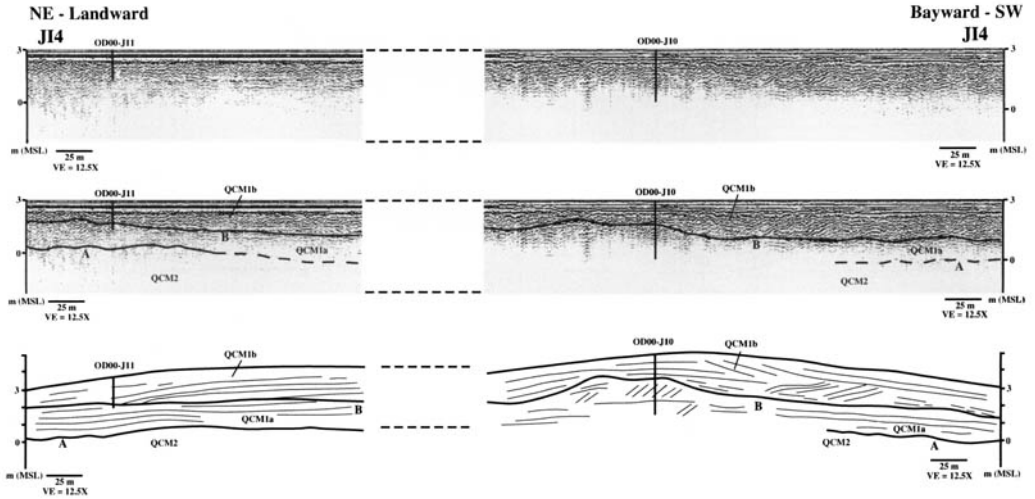 NE - Landward
Bayward - SW
JI4
JI4
OD00-J11
OD00-J10
3
3
0
0
m (MSL)
25 m
VE = 12.5X
25 m
VE = 12.5X
m (MSL)
OD00-J11
QCM1b
OD00-J10
QCM1b
3
3
B
B
QCM1a
QCM1a
0
A
0
A
QCM2
QCM2
m (MSL)
25 m
VE = 12.5X
25 m
VE = 12.5X
m (MSL)
OD00-J11
QCM1b
OD00-J10
QCM1b
3
3
B
B
QCM1a
QCM1a
0
A
QCM2
QCM2
A
0
m (MSL)
25 m
VE = 12.5X
25 m
VE = 12.5X
m (MSL)